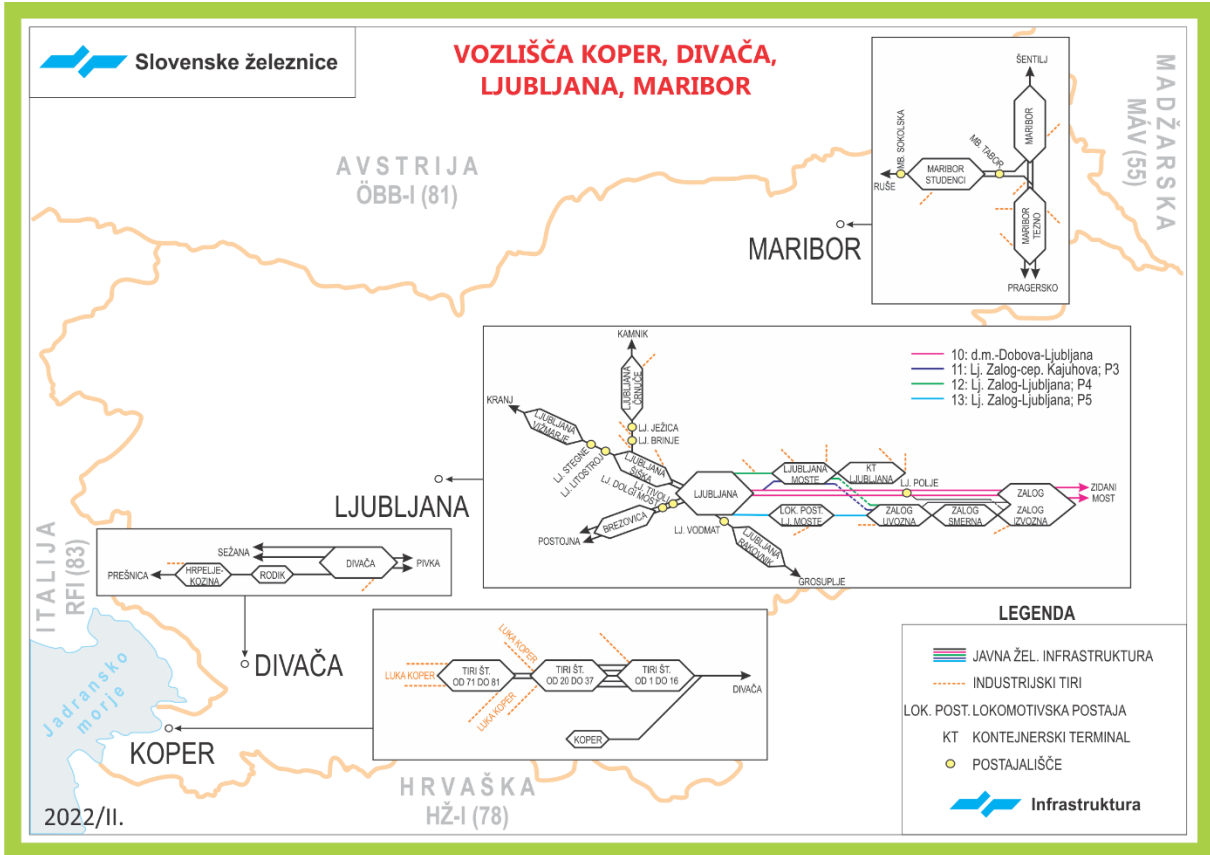 Slovenske železnice
VOZLIŠČA KOPER, DIVAČA,
LJUBLJANA, MARIBOR
AVSTRIJA
ÖBB-I (81)
MADŽARSKA
MÁV (55)
ITALIJA
RFI (83)
HRVAŠKA
HŽ-I (78)
Jadransko
morje
MARIBOR
ŠENTILJ
MARIBOR
MB. SOKOLSKA
MB. TABOR
MARIBOR
STUDENCI
RUŠE
MARIBOR
TEZNO
PRAGERSKO
LJUBLJANA
KAMNIK
LJUBLJANA
ČRNUČE
KRANJ
LJUBLJANA
VIŽMARJE
LJ. JEŽICA
LJ. BRINJE
LJ. STEGNE
LJ. LITOSTROJ
LJUBLJANA
ŠIŠKA
LJ. TIVOLI
LJ. DOLGI MOST
BREZOVICA
POSTOJNA
LJUBLJANA
LJ. VODMAT
LJUBLJANA
RAKOVNIK
GROSUPLJE
LJUBLJANA
MOSTE
KT
LJUBLJANA
LJ. POLJE
LOK. POST.
LJ. MOSTE
ZALOG
UVOZNA
ZALOG
SMERNA
ZALOG
ZALOG
IZVOZNA
ZIDANI
MOST
10: d.m.-Dobova-Ljubljana
11: Lj. Zalog-cep. Kajuhova; P3
12: Lj. Zalog-Ljubljana; P4
13: Lj. Zalog-Ljubljana; P5
DIVAČA
SEŽANA
PREŠNICA
HRPELJE-
KOZINA
RODIK
DIVAČA
PIVKA
KOPER
LUKA KOPER
LUKA KOPER
LUKA KOPER
TIRI ŠT.
OD 71 DO 81
TIRI ŠT.
OD 20 DO 37
TIRI ŠT.
OD 1 DO 16
DIVAČA
KOPER
LEGENDA
JAVNA ŽEL. INFRASTRUKTURA
INDUSTRIJSKI TIRI
LOK. POST. LOKOMOTIVSKA POSTAJA
KT KONTEJNERSKI TERMINAL
POSTAJALIŠČE
Infrastruktura
2022/II.